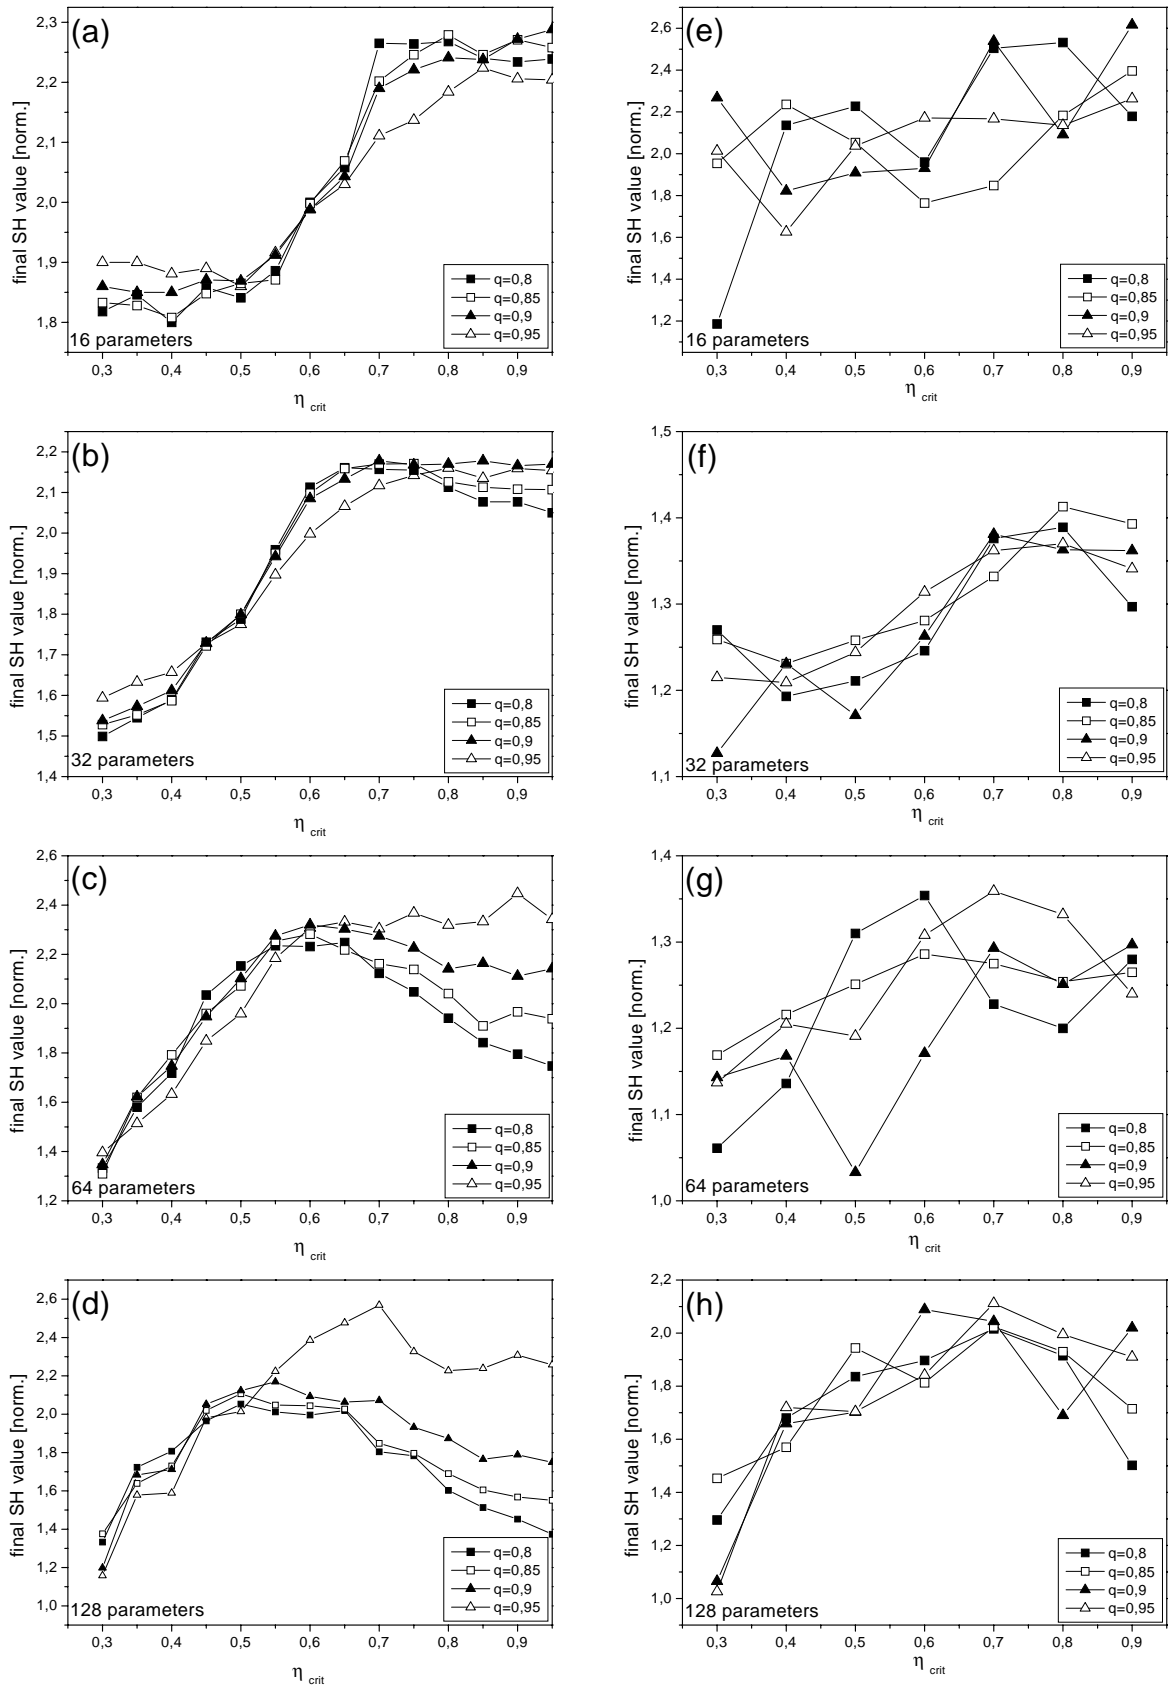 (a)
final SH value [norm.]
2,3
2,2
2,1
2,0
1,9
1,8
q=0,8
q=0,85
q=0,9
q=0,95
16 parameters
0,3 0,4 0,5 0,6 0,7 0,8 0,9
η crit
(e)
final SH value [norm.]
2,6
2,4
2,2
2,0
1,8
1,6
1,4
1,2
q=0,8
q=0,85
q=0,9
q=0,95
16 parameters
0,3 0,4 0,5 0,6 0,7 0,8 0,9
η crit
(b)
final SH value [norm.]
2,2
2,1
2,0
1,9
1,8
1,7
1,6
1,5
1,4
q=0,8
q=0,85
q=0,9
q=0,95
32 parameters
0,3 0,4 0,5 0,6 0,7 0,8 0,9
η crit
(f)
final SH value [norm.]
1,5
1,4
1,3
1,2
1,1
q=0,8
q=0,85
q=0,9
q=0,95
32 parameters
0,3 0,4 0,5 0,6 0,7 0,8 0,9
η crit
(c)
final SH value [norm.]
2,6
2,4
2,2
2,0
1,8
1,6
1,4
1,2
q=0,8
q=0,85
q=0,9
q=0,95
64 parameters
0,3 0,4 0,5 0,6 0,7 0,8 0,9
η crit
(g)
final SH value [norm.]
1,4
1,3
1,2
1,1
1,0
q=0,8
q=0,85
q=0,9
q=0,95
64 parameters
0,3 0,4 0,5 0,6 0,7 0,8 0,9
η crit
(d)
final SH value [norm.]
2,6
2,4
2,2
2,0
1,8
1,6
1,4
1,2
1,0
q=0,8
q=0,85
q=0,9
q=0,95
128 parameters
0,3 0,4 0,5 0,6 0,7 0,8 0,9
η crit
(h)
final SH value [norm.]
2,2
2,0
1,8
1,6
1,4
1,2
1,0
q=0,8
q=0,85
q=0,9
q=0,95
128 parameters
0,3 0,4 0,5 0,6 0,7 0,8 0,9
η crit